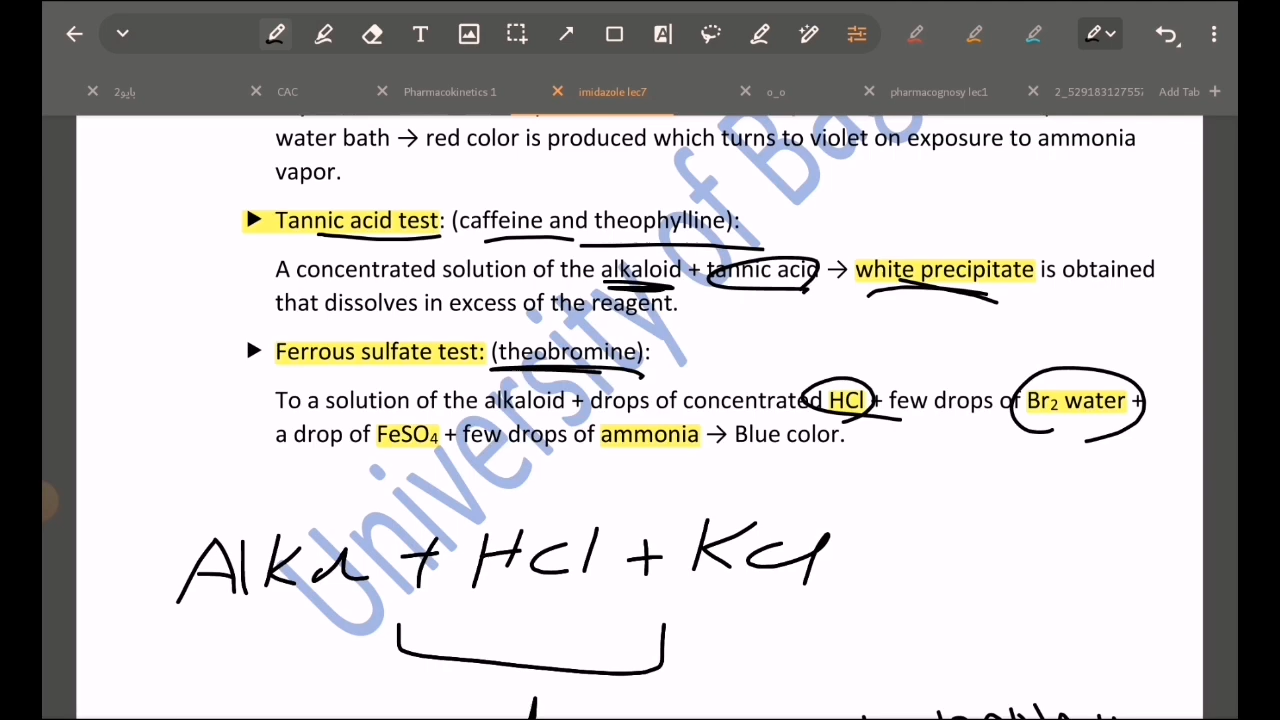 بايو2
CAC
Pharmacokinetics 1
imidazole lec7
o_o
pharmacognosy lec1
2_529183127557
Add Tab
water bath → red color is produced which turns to violet on exposure to ammonia
vapor.
► Tannic acid test: (caffeine and theophylline):
A concentrated solution of the alkaloid + tannic acid → white precipitate is obtained
that dissolves in excess of the reagent.
► Ferrous sulfate test: (theobromine):
To a solution of the alkaloid + drops of concentrated HCl + few drops of Br₂ water +
a drop of FeSO₄ + few drops of ammonia → Blue color.
University of Bag
+ HCl + KCl